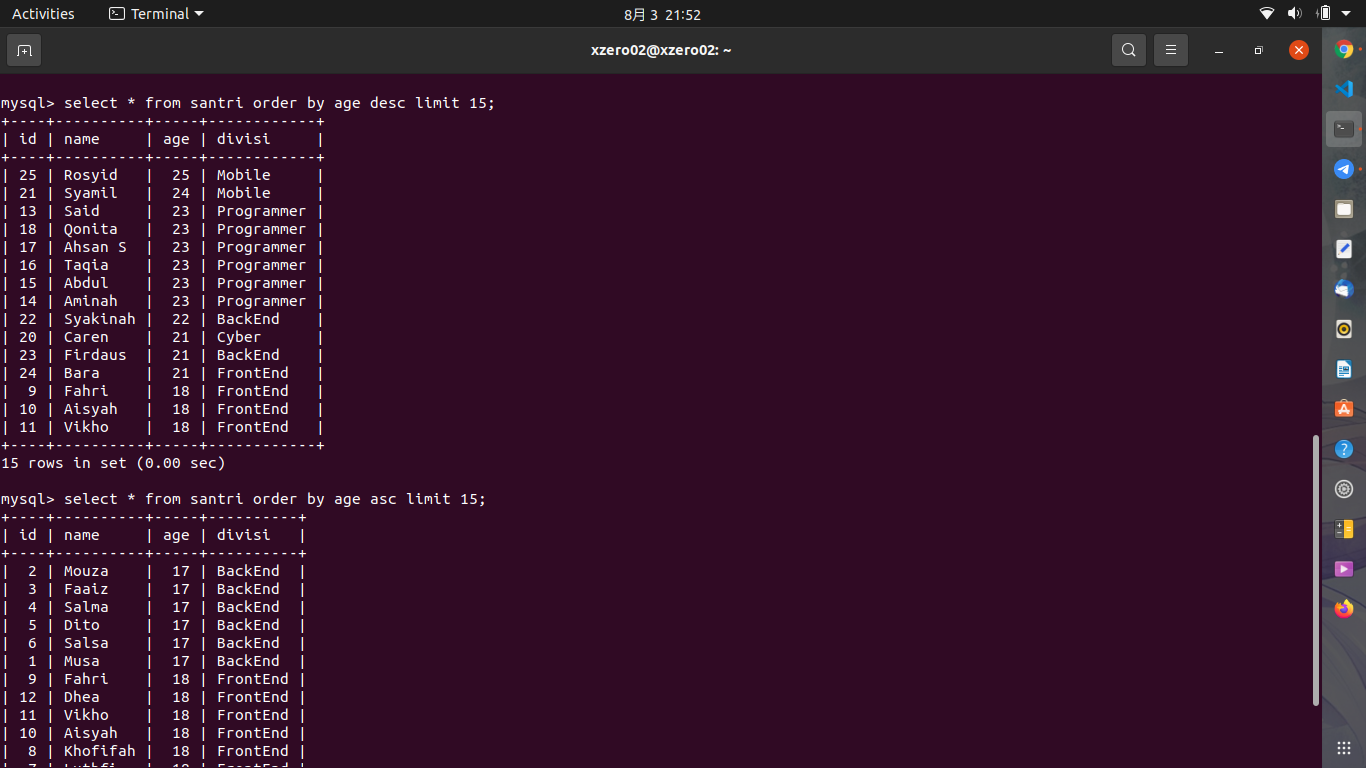 Activities Terminal 8月 3 21:52
xzero02@xzero02: ~
mysql> select * from santri order by age desc limit 15;
+----+----------+-----+------------+
| id | name     | age | divisi     |
+----+----------+-----+------------+
| 25 | Rosyid   |  25 | Mobile     |
| 21 | Syamil   |  24 | Mobile     |
| 13 | Said     |  23 | Programmer |
| 18 | Qonita   |  23 | Programmer |
| 17 | Ahsan S  |  23 | Programmer |
| 16 | Taqia    |  23 | Programmer |
| 15 | Abdul    |  23 | Programmer |
| 14 | Aminah   |  23 | Programmer |
| 22 | Syakinah |  22 | BackEnd    |
| 20 | Caren    |  21 | Cyber      |
| 23 | Firdaus  |  21 | BackEnd    |
| 24 | Bara     |  21 | FrontEnd   |
|  9 | Fahri    |  18 | FrontEnd   |
| 10 | Aisyah   |  18 | FrontEnd   |
| 11 | Vikho    |  18 | FrontEnd   |
+----+----------+-----+------------+
15 rows in set (0.00 sec)
mysql> select * from santri order by age asc limit 15;
+----+----------+-----+----------+
| id | name     | age | divisi   |
+----+----------+-----+----------+
|  2 | Mouza    |  17 | BackEnd  |
|  3 | Faaiz    |  17 | BackEnd  |
|  4 | Salma    |  17 | BackEnd  |
|  5 | Dito     |  17 | BackEnd  |
|  6 | Salsa    |  17 | BackEnd  |
|  1 | Musa     |  17 | BackEnd  |
|  9 | Fahri    |  18 | FrontEnd |
| 12 | Dhea     |  18 | FrontEnd |
| 11 | Vikho    |  18 | FrontEnd |
| 10 | Aisyah   |  18 | FrontEnd |
|  8 | Khofifah |  18 | FrontEnd |